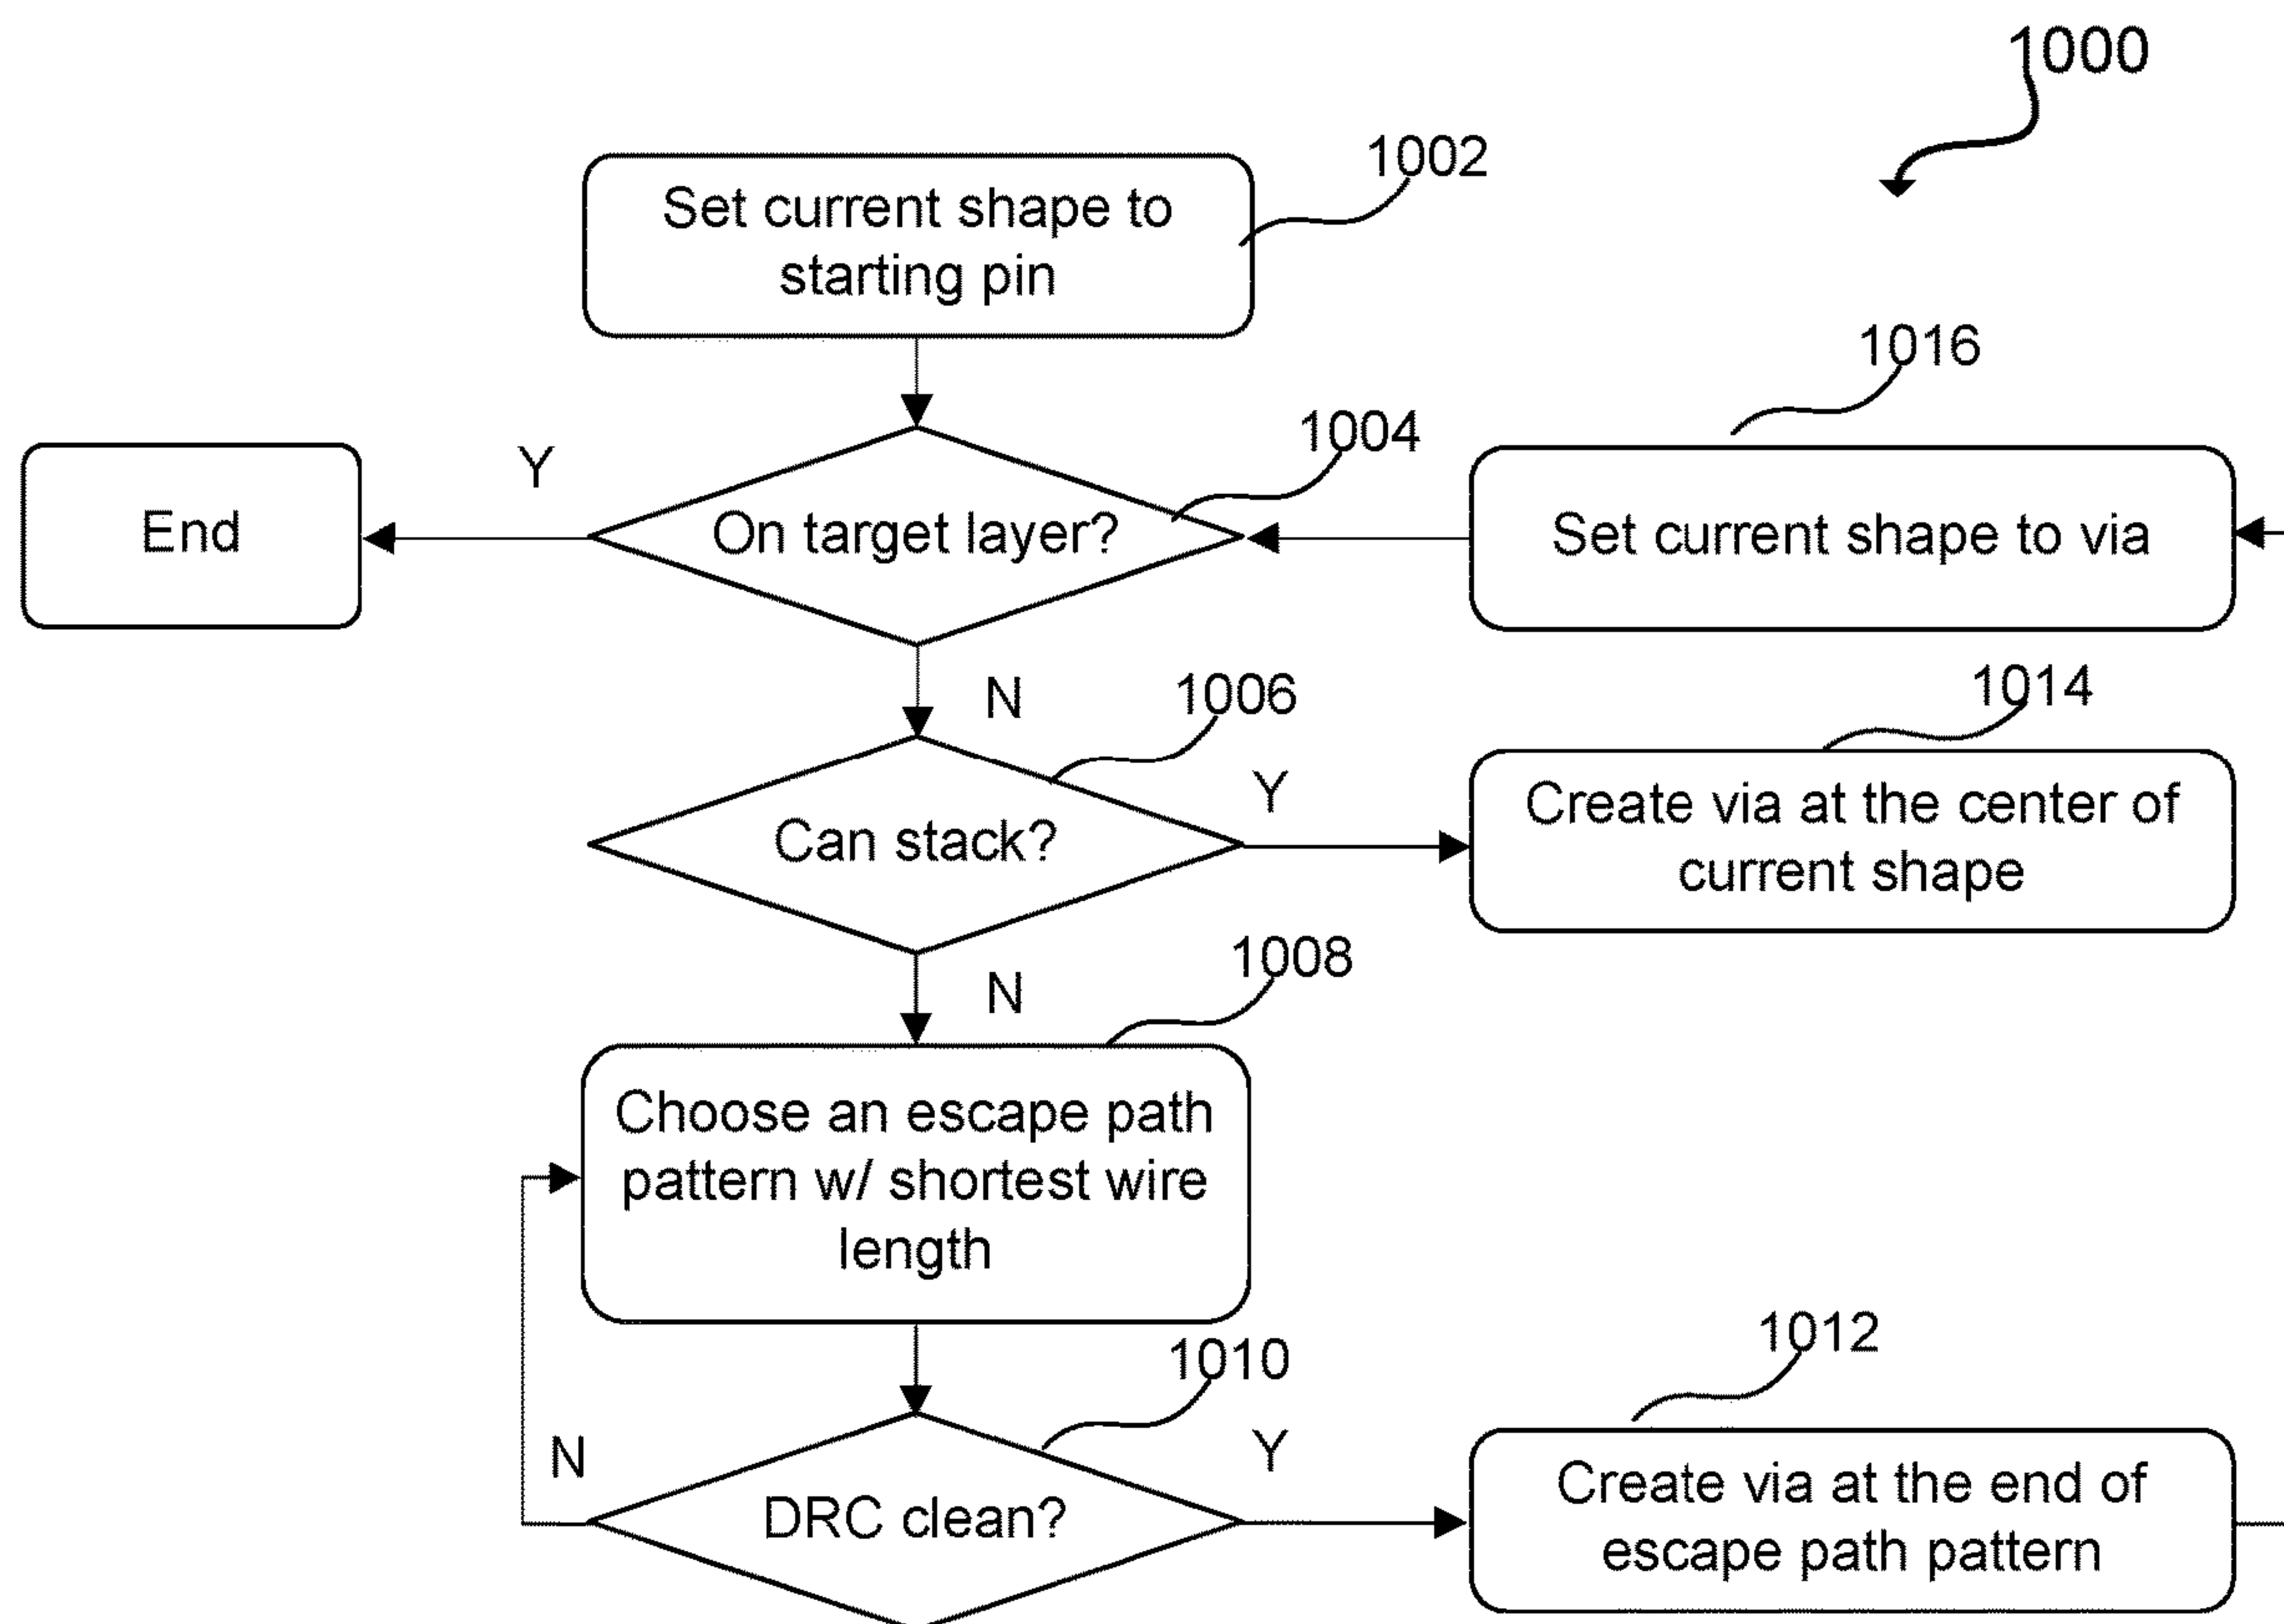 1000
1002
Set current shape to
starting pin
1016
1004
Y
End
On target layer?
Set current shape to via
N
1006
1014
Y
Can stack?
Create via at the center of
current shape
1008
N
Choose an escape path
pattern w/ shortest wire
length
1012
1010
N
Y
DRC clean?
Create via at the end of
escape path pattern